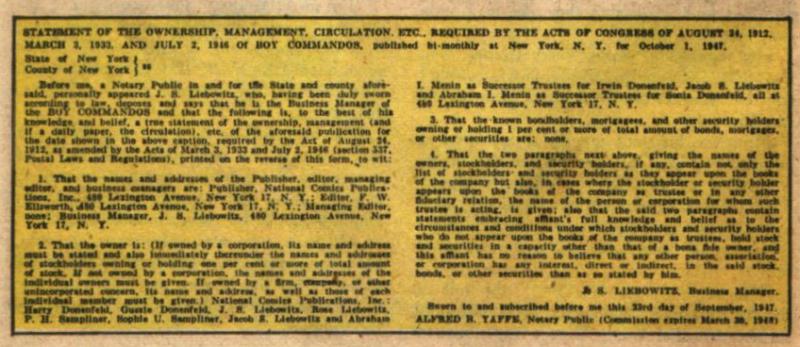 STATEMENT OF THE OWNERSHIP, MANAGEMENT, CIRCULATION, ETC., REQUIRED BY THE ACTS OF CONGRESS OF AUGUST 24, 1912,
MARCH 3, 1933, AND JULY 2, 1946 Of BOY COMMANDOS, published bi-monthly at New York, N. Y. for October 1, 1947.
State of New York }
County of New York } ss
Before me, a Notary Public in and for the State and county afore-
said, personally appeared J. S. Liebowitz, who, having been duly sworn
according to law, deposes and says that he is the Business Manager of
the BOY COMMANDOS and that the following is, to the best of his
knowledge and belief, a true statement of the ownership, management (and
if a daily paper, the circulation), etc. of the aforesaid publication for
the date shown in the above caption, required by the Act of August 24,
1912, as amended by the Acts of March 3, 1933 and July 2, 1946 (section 537,
Postal Laws and Regulations), printed on the reverse of this form, to wit:
1. That the names and addresses of the Publisher, editor, managing
editor, and business managers are: Publisher, National Comics Publica-
tions, Inc., 480 Lexington Avenue, New York 17, N. Y.; Editor, F. W.
Ellsworth, 480 Lexington Avenue, New York 17, N. Y.; Managing Editor,
none; Business Manager, J. S. Liebowitz, 480 Lexington Avenue, New
York 17, N. Y.
2. That the owner is: (If owned by a corporation, its name and address
must be stated and also immediately thereunder the names and addresses
of stockholders owning or holding one per cent or more of total amount
of stock. If not owned by a corporation, the names and addresses of the
individual owners must be given. If owned by a firm, company, or other
unincorporated concern, its name and address, as well as those of each
individual member must be given.) National Comics Publications, Inc.:
Harry Donenfeld, Gussie Donenfeld, J. S. Liebowitz, Rose Liebowitz,
P. H. Sampliner, Sophie U. Sampliner, Jacob S. Liebowitz and Abraham
I. Menin as Successor Trustees for Irwin Donenfeld, Jacob S. Liebowitz
and Abraham I. Menin as Successor Trustees for Sonia Donenfeld, all at
480 Lexington Avenue, New York 17, N. Y.
3. That the known bondholders, mortgagees, and other security holders
owning or holding 1 per cent or more of total amount of bonds, mortgages,
or other securities are: none.
4. That the two paragraphs next above, giving the names of the
owners, stockholders, and security holders, if any, contain not only the
list of stockholders and security holders as they appear upon the books
of the company but also, in cases where the stockholder or security holder
appears upon the books of the company as trustee or in any other
fiduciary relation, the name of the person or corporation for whom such
trustee is acting, is given; also that the said two paragraphs contain
statements embracing affiant's full knowledge and belief as to the
circumstances and conditions under which stockholders and security holders
who do not appear upon the books of the company as trustees, hold stock
and securities in a capacity other than that of a bona fide owner, and
this affiant has no reason to believe that any other person, association,
or corporation has any interest, direct or indirect, in the said stock,
bonds, or other securities than as so stated by him.
J. S. LIEBOWITZ, Business Manager.
Sworn to and subscribed before me this 23rd day of September, 1947.
ALFRED R. YAFFE, Notary Public (Commission expires March 30, 1948)